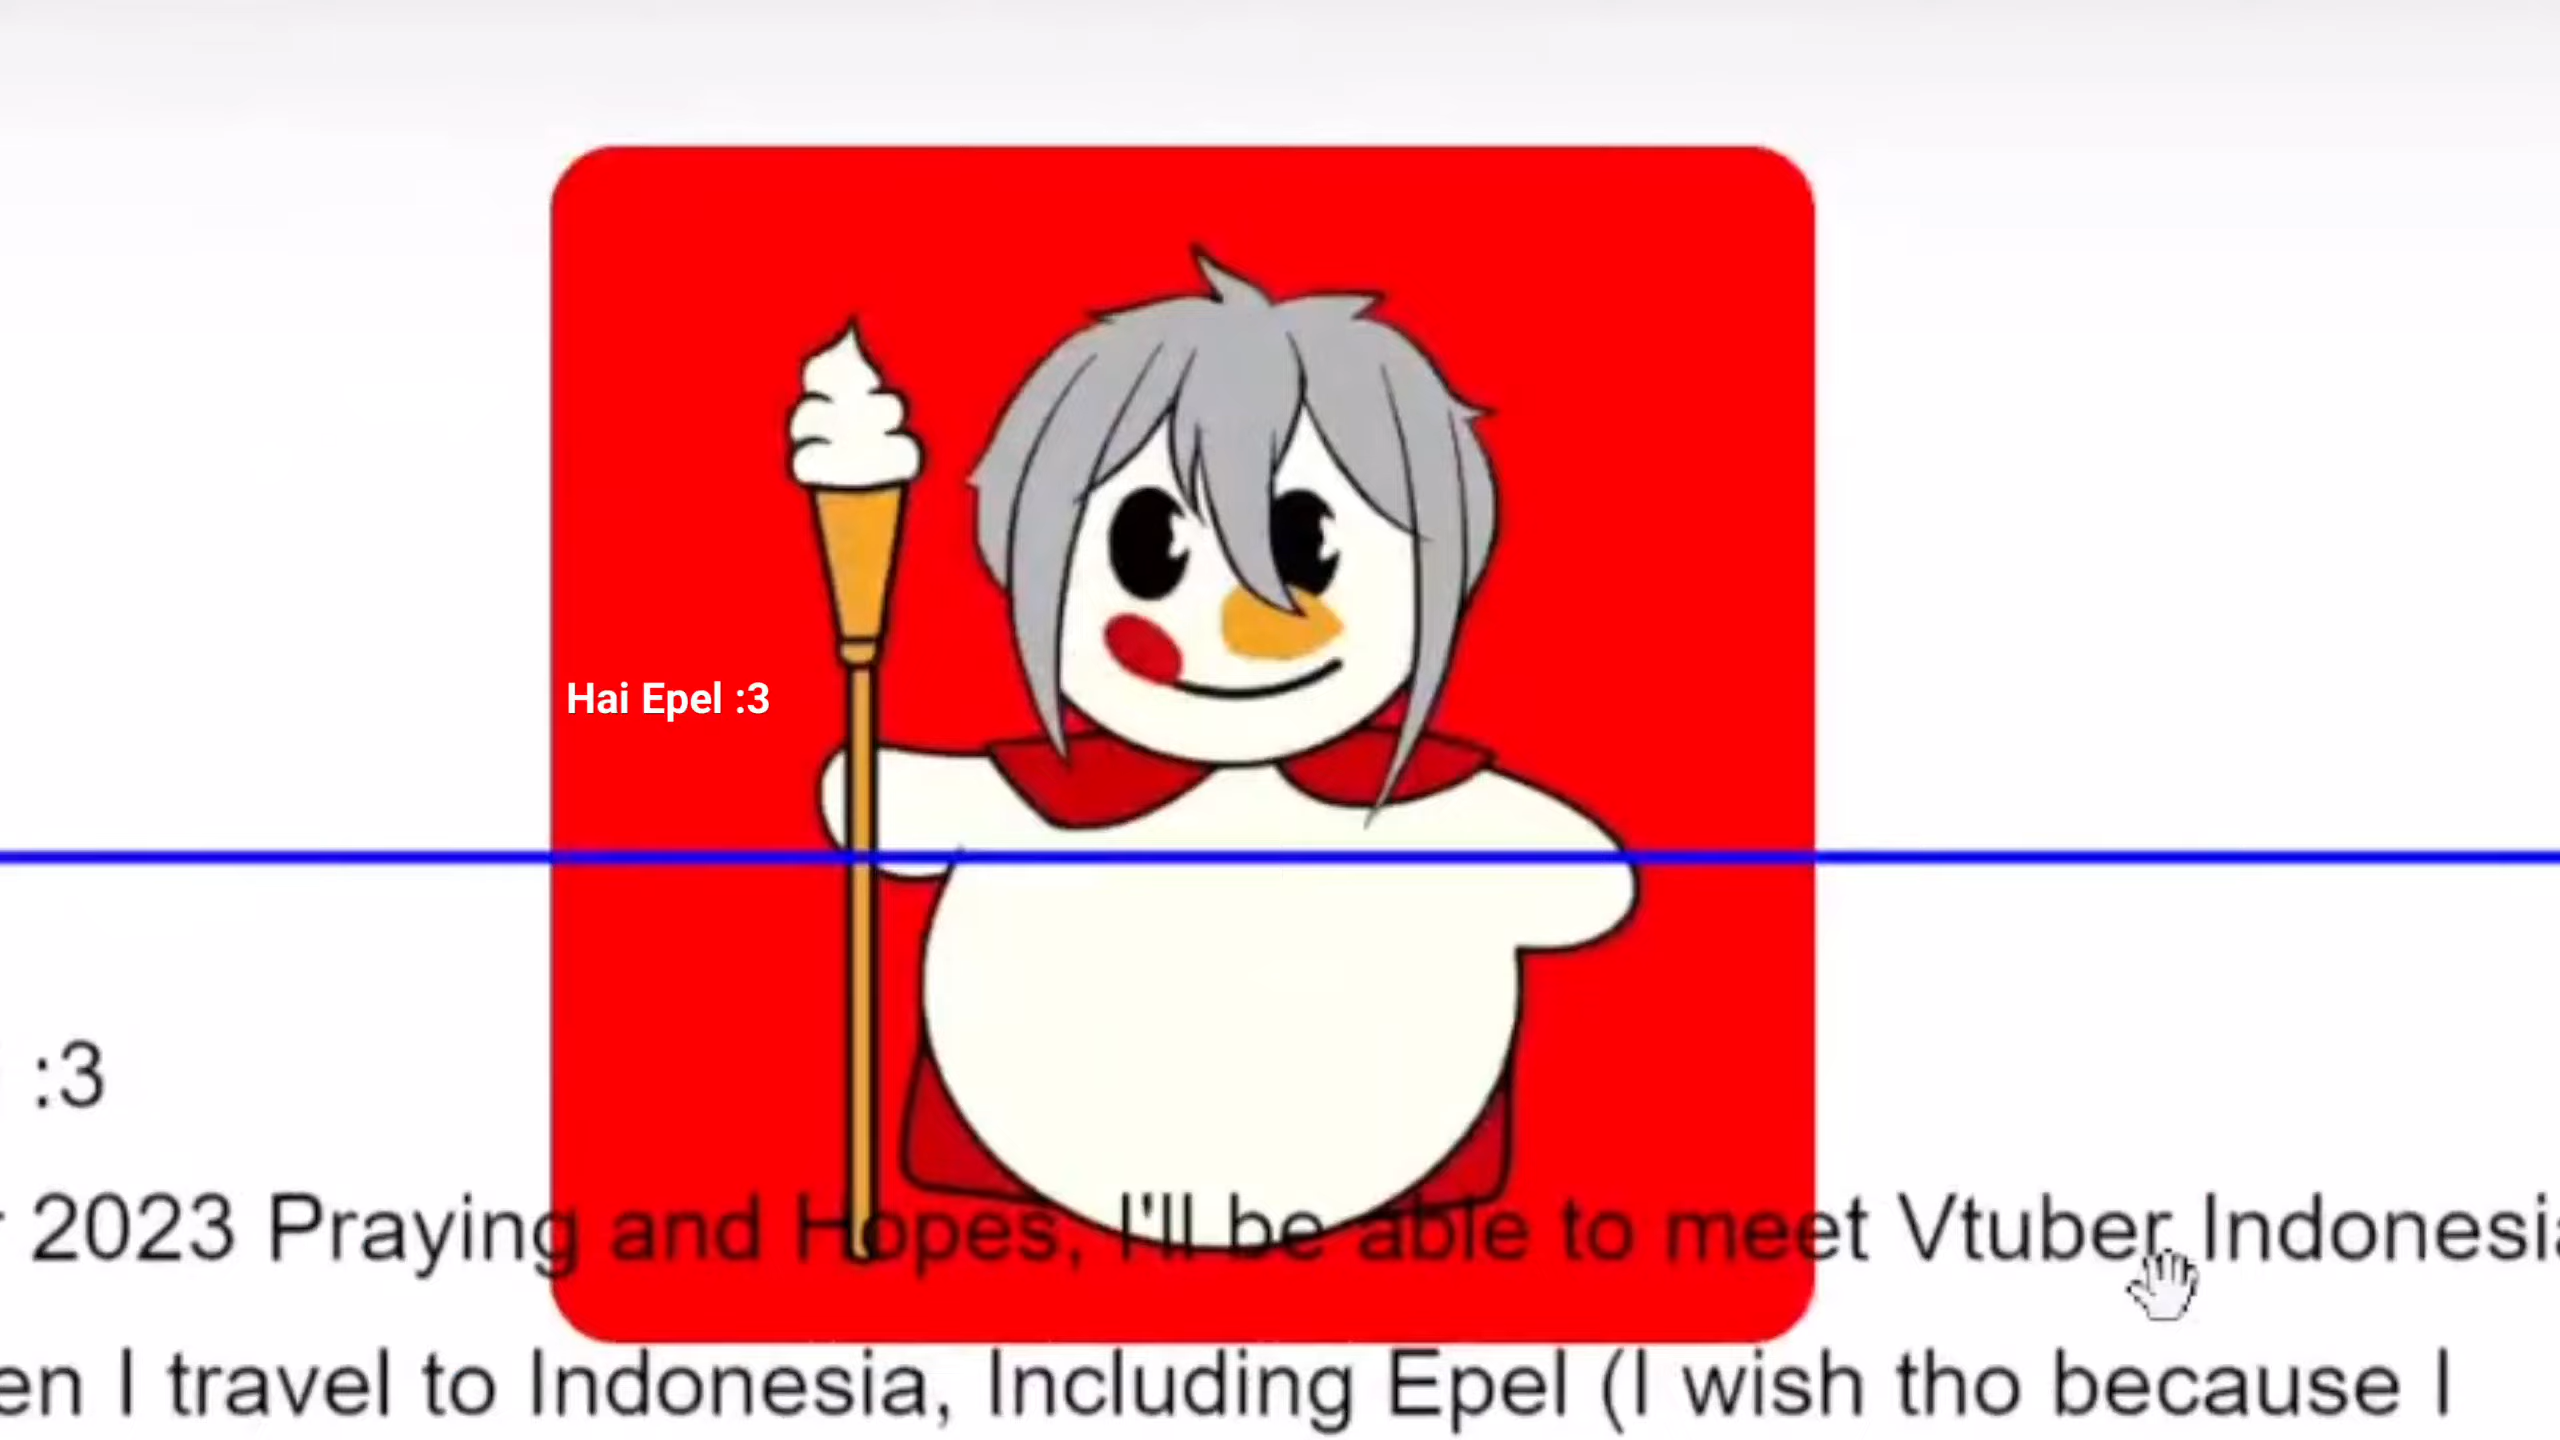 Hai Epel :3
:3
2023 Praying and Hopes, I'll be able to meet Vtuber Indonesia
en I travel to Indonesia, Including Epel (I wish tho because I